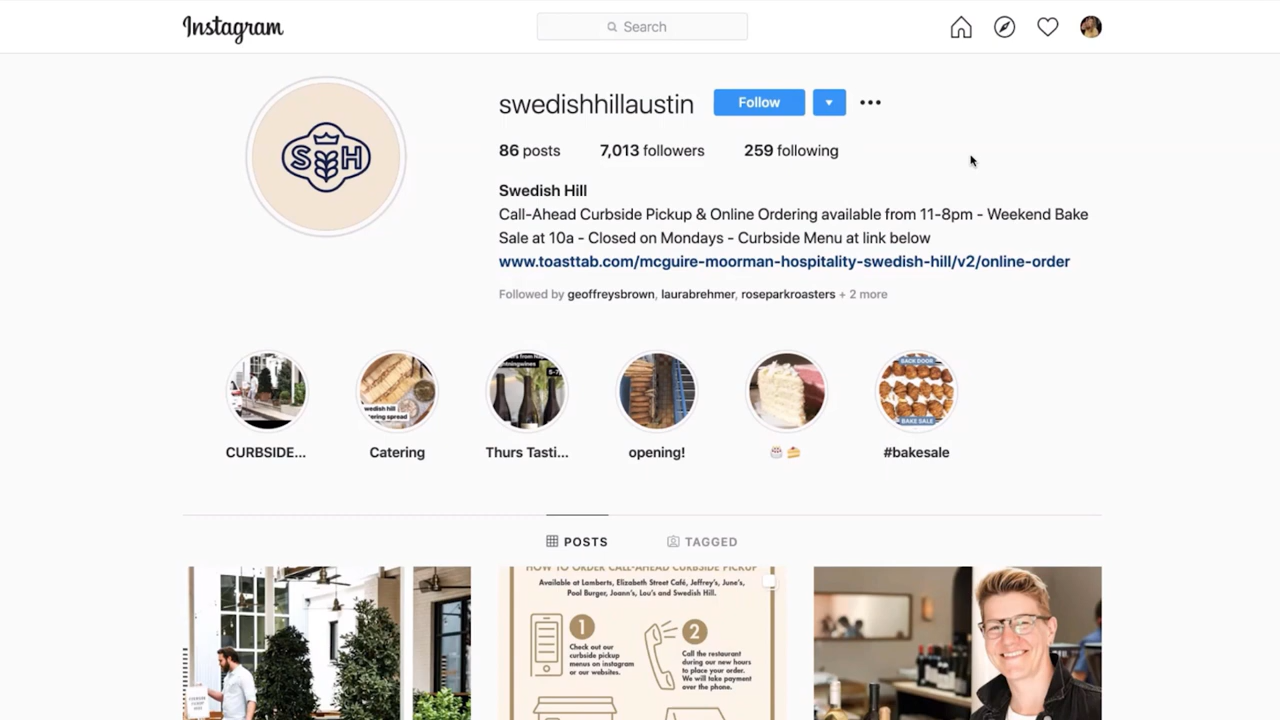 Instagram
Search
swedishhillaustin
Follow
86 posts
7,013 followers
259 following
Swedish Hill
Call-Ahead Curbside Pickup & Online Ordering available from 11-8pm - Weekend Bake
Sale at 10a - Closed on Mondays - Curbside Menu at link below
www.toasttab.com/mcguire-moorman-hospitality-swedish-hill/v2/online-order
Followed by geoffreysbrown, laurabrehmer, roseparkroasters + 2 more
S H
swedish hill
BACK DOOR
BAKE SALE
CURBSIDE...
Catering
Thurs Tasti...
opening!
🎂🍰
#bakesale
POSTS
TAGGED
HOW TO ORDER CALL-AHEAD CURBSIDE PICKUP
Available at Lamberts, Elizabeth Street Café, Jeffrey's, June's,
Pool Burger, Joann's, Lou's and Swedish Hill.
1
Check out our
curbside pickup
menus on instagram
or our websites.
2
Call the restaurant
during our new hours
to place your order.
We will take payment
over the phone.